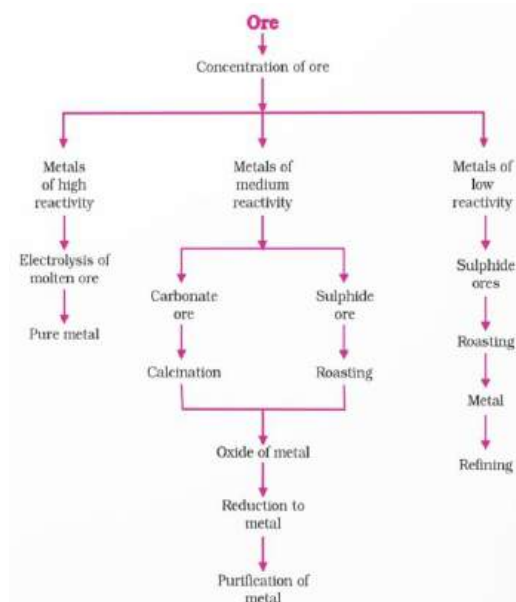 Ore
Concentration of ore
Metals
of high
reactivity
Electrolysis of
molten ore
Pure metal
Metals of
medium
reactivity
Carbonate
ore
Calcination
Sulphide
ore
Roasting
Oxide of metal
Reduction to
metal
Purification of
metal
Metals of
low
reactivity
Sulphide
ores
Roasting
Metal
Refining